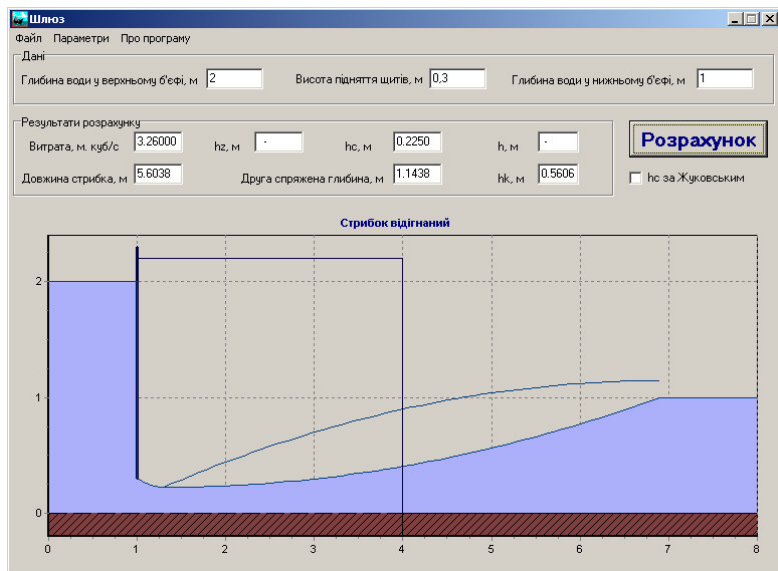 Шлюз
Файл Параметри Про програму
Дані
Глибина води у верхньому б'єфі, м 2 Висота підняття щитів, м 0,3 Глибина води у нижньому б'єфі, м 1
Результати розрахунку
Витрата, м. куб/с 3.26000 hz, м - hc, м 0.2250 h, м -
Розрахунок
Довжина стрибка, м 5.6038 Друга спряжена глибина, м 1.1438 hk, м 0.5606
hc за Жуковським
Стрибок відігнаний
2
1
0
0 1 2 3 4 5 6 7 8